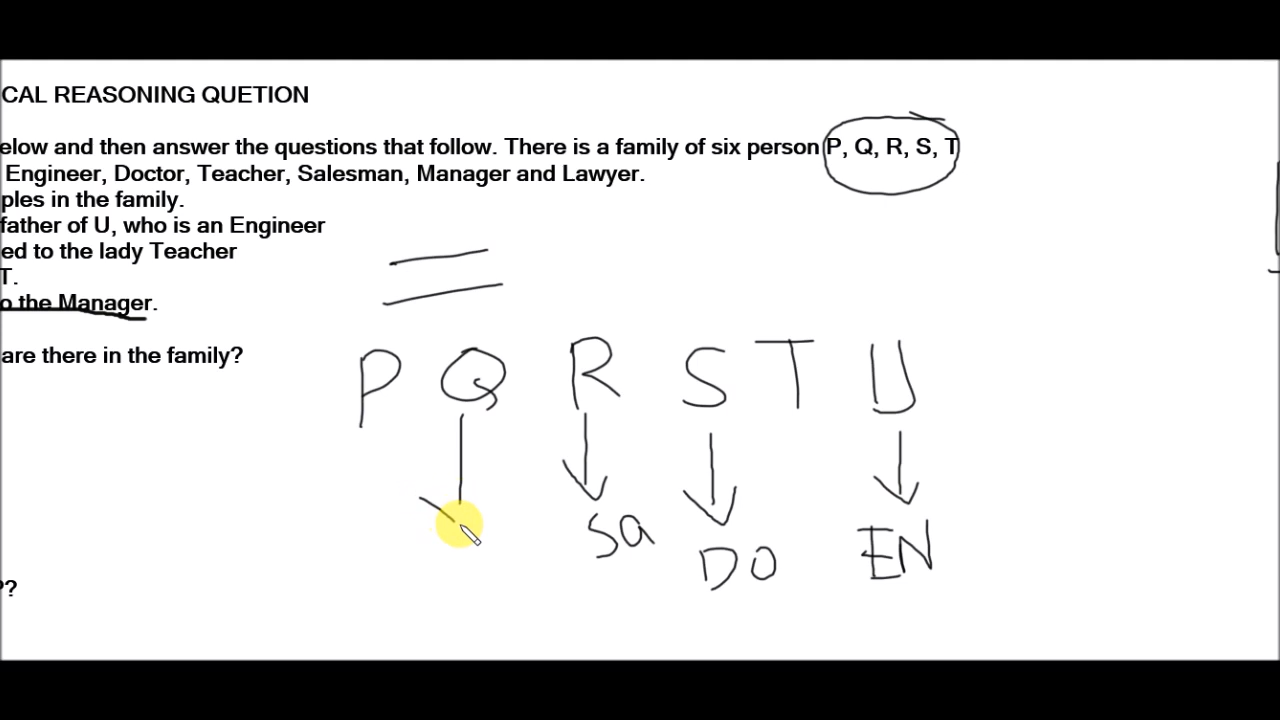 CAL REASONING QUETION
elow and then answer the questions that follow. There is a family of six person P, Q, R, S, T
Engineer, Doctor, Teacher, Salesman, Manager and Lawyer.
ples in the family.
father of U, who is an Engineer
ed to the lady Teacher
T.
o the Manager.
are there in the family?
P Q R S T U
Sa
DO
EN
P?